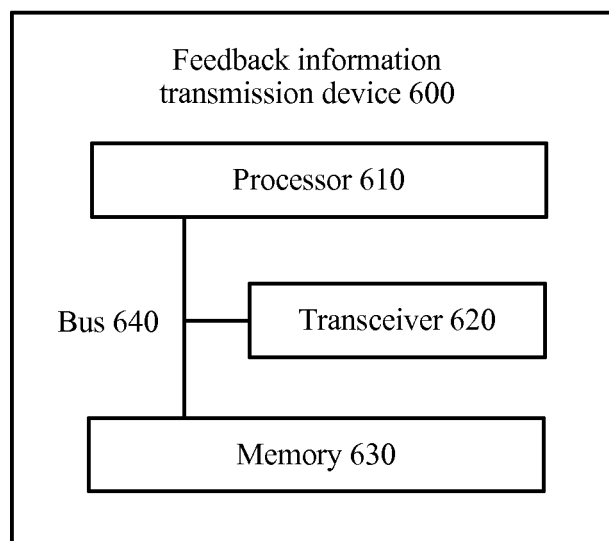 Feedback information
transmission device 600
Processor 610
Bus 640
Transceiver 620
Memory 630